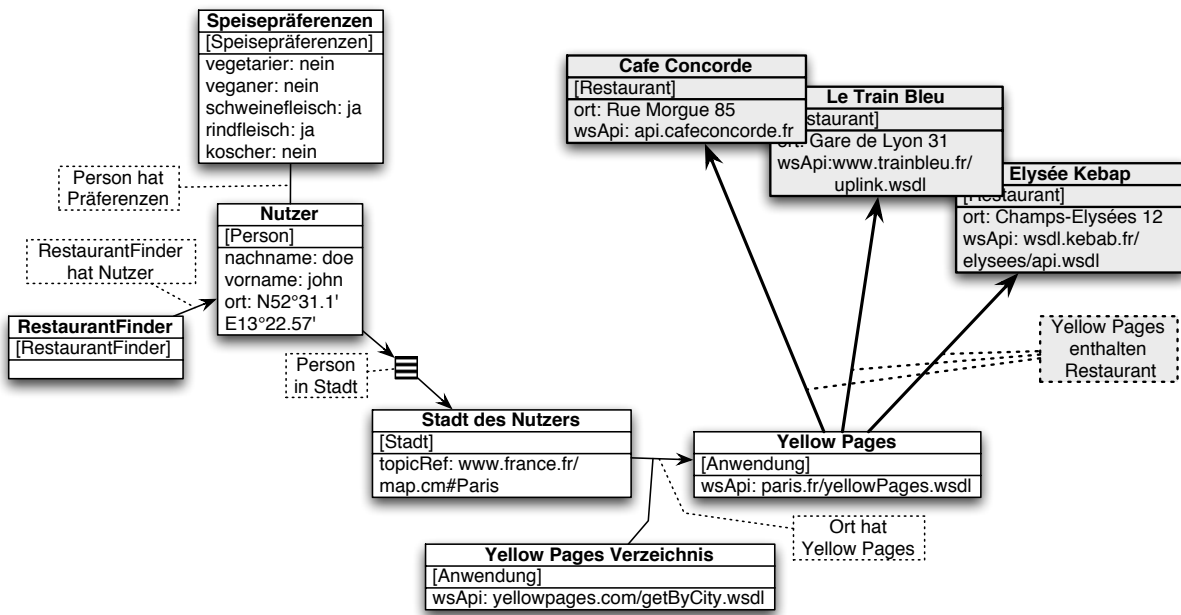 Speisepräferenzen
[Speisepräferenzen]
vegetarier: nein
veganer: nein
schweinefleisch: ja
rindfleisch: ja
koscher: nein
Person hat
Präferenzen
Nutzer
[Person]
nachname: doe
vorname: john
ort: N52°31.1'
E13°22.57'
RestaurantFinder
hat Nutzer
RestaurantFinder
[RestaurantFinder]
Person
in Stadt
Cafe Concorde
[Restaurant]
ort: Rue Morgue 85
wsApi: api.cafeconcorde.fr
Le Train Bleu
staurant]
ort: Gare de Lyon 31
wsApi:www.trainbleu.fr/
uplink.wsdl
Elysée Kebap
[Restaurant]
ort: Champs-Elysées 12
wsApi: wsdl.kebab.fr/
elysees/api.wsdl
Yellow Pages
enthalten
Restaurant
Stadt des Nutzers
[Stadt]
topicRef: www.france.fr/
map.cm#Paris
Yellow Pages
[Anwendung]
wsApi: paris.fr/yellowPages.wsdl
Ort hat
Yellow Pages
Yellow Pages Verzeichnis
[Anwendung]
wsApi: yellowpages.com/getByCity.wsdl